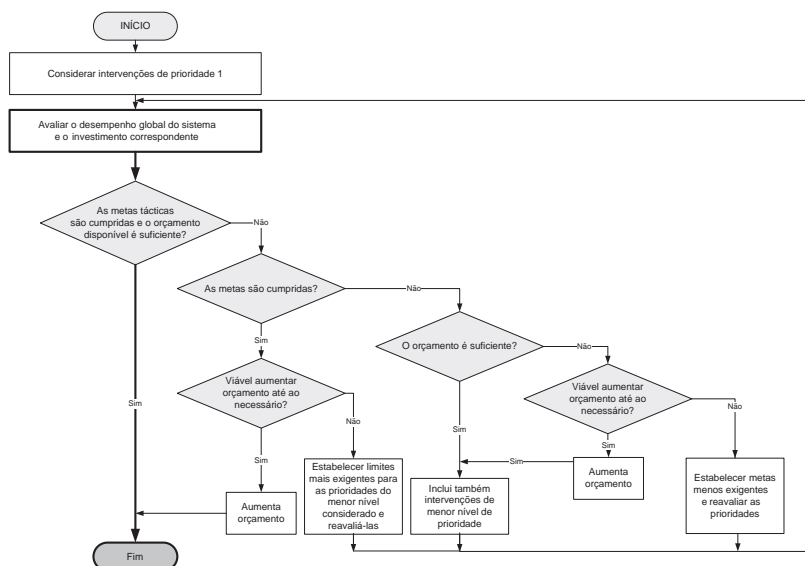 INÍCIO
Considerar intervenções de prioridade 1
Avaliar o desempenho global do sistema
e o investimento correspondente
As metas tácticas
são cumpridas e o orçamento
disponível é suficiente?
Não
As metas são cumpridas?
Não
O orçamento é suficiente?
Não
Sim
Viável aumentar
orçamento até ao
necessário?
Não
Viável aumentar
orçamento até ao
necessário?
Não
Sim
Sim
Sim
Sim
Sim
Aumenta
orçamento
Estabelecer limites
mais exigentes para
as prioridades do
menor nível
considerado e
reavaliá-las
Inclui também
intervenções de
menor nível de
prioridade
Aumenta
orçamento
Estabelecer metas
menos exigentes
e reavaliar as
prioridades
Fim